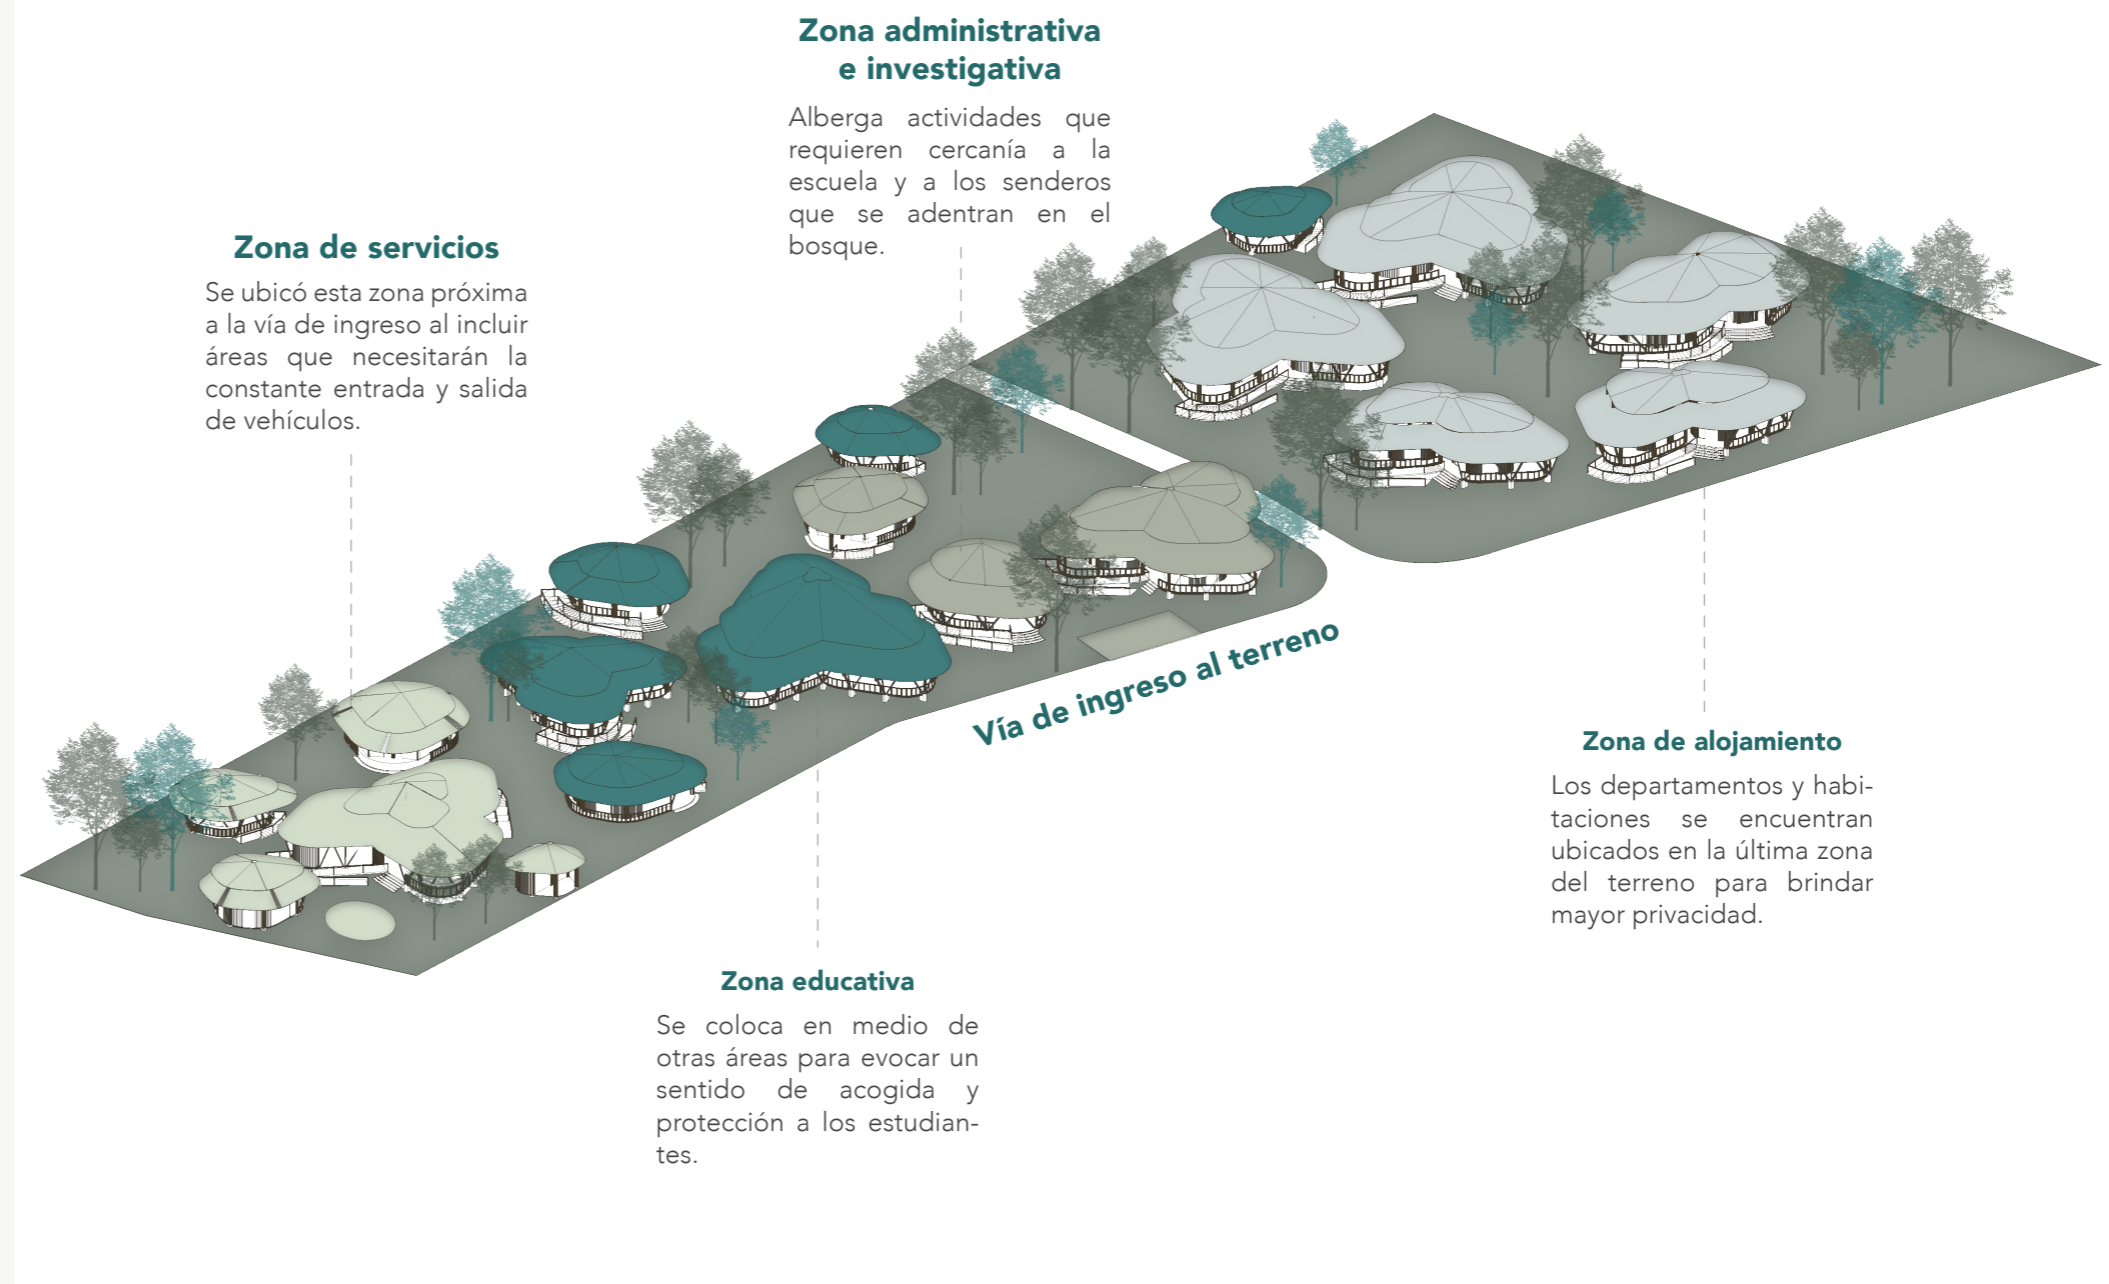 Zona administrativa
e investigativa
Alberga actividades que
requieren cercanía a la
escuela y a los senderos
que se adentran en el
bosque.
Zona de servicios
Se ubicó esta zona próxima
a la vía de ingreso al incluir
áreas que necesitarán la
constante entrada y salida
de vehículos.
Vía de ingreso al terreno
Zona de alojamiento
Los departamentos y habi-
taciones se encuentran
ubicados en la última zona
del terreno para brindar
mayor privacidad.
Zona educativa
Se coloca en medio de
otras áreas para evocar un
sentido de acogida y
protección a los estudian-
tes.